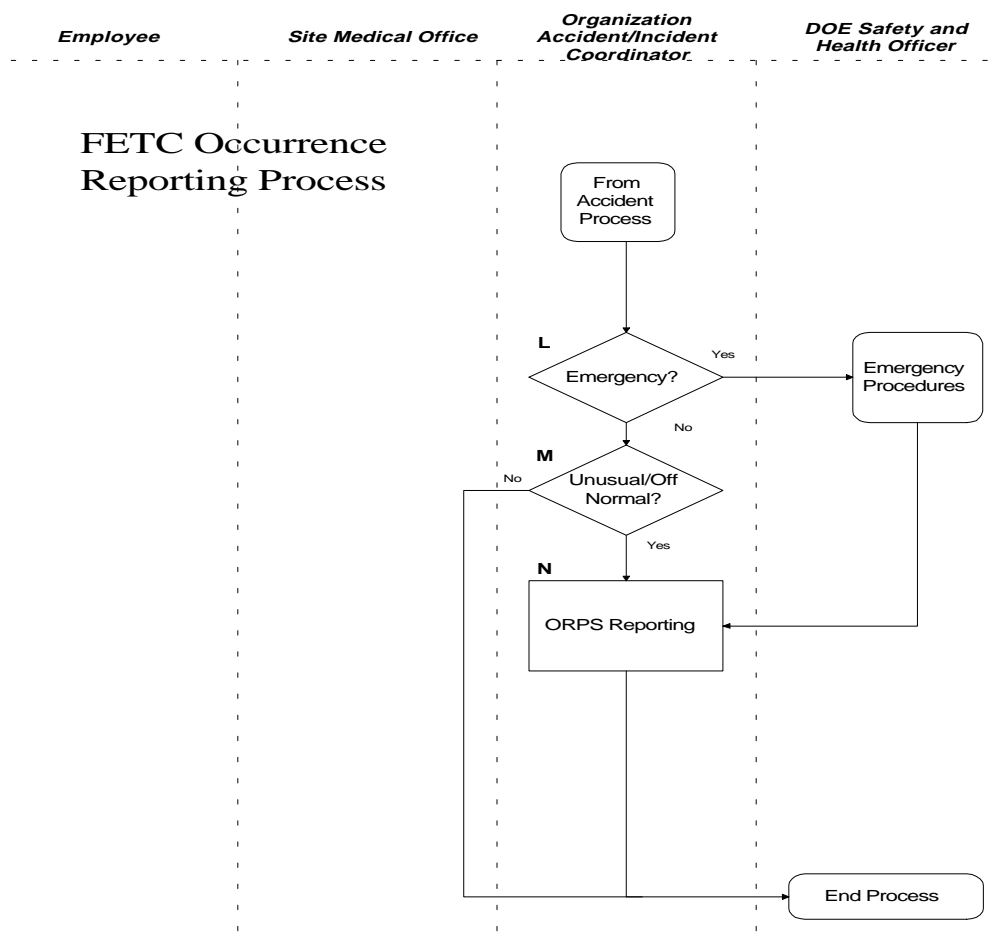 Employee
Site Medical Office
Organization
Accident/Incident
Coordinator
DOE Safety and
Health Officer
FETC Occurrence
Reporting Process
From
Accident
Process
L
Emergency?
Yes
Emergency
Procedures
No
M
Unusual/Off
Normal?
No
Yes
N
ORPS Reporting
End Process